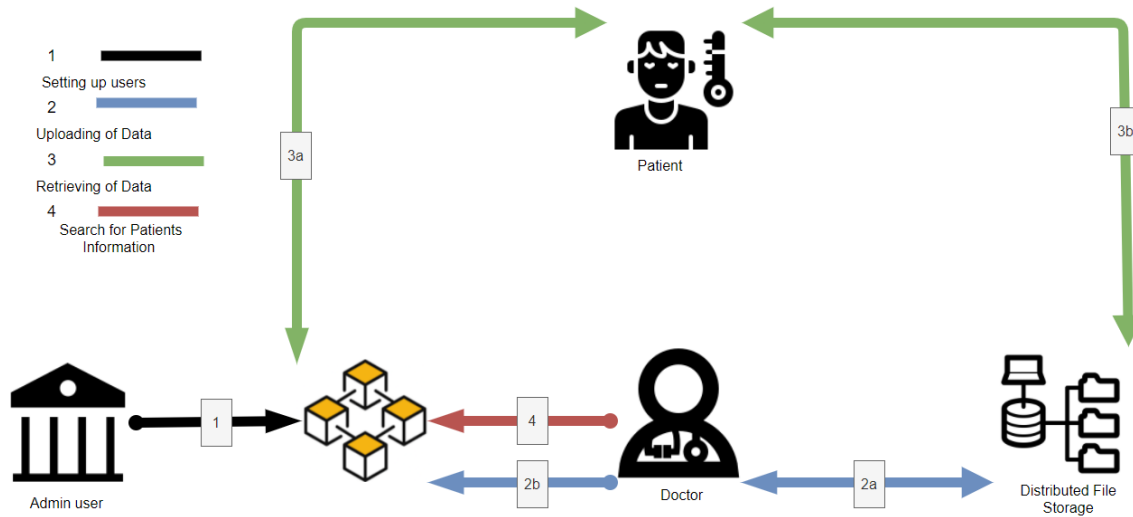 1
Setting up users
2
Uploading of Data
3
Retrieving of Data
4
Search for Patients
Information
3a
3b
Patient
1
4
2b
2a
Admin user
Doctor
Distributed File
Storage